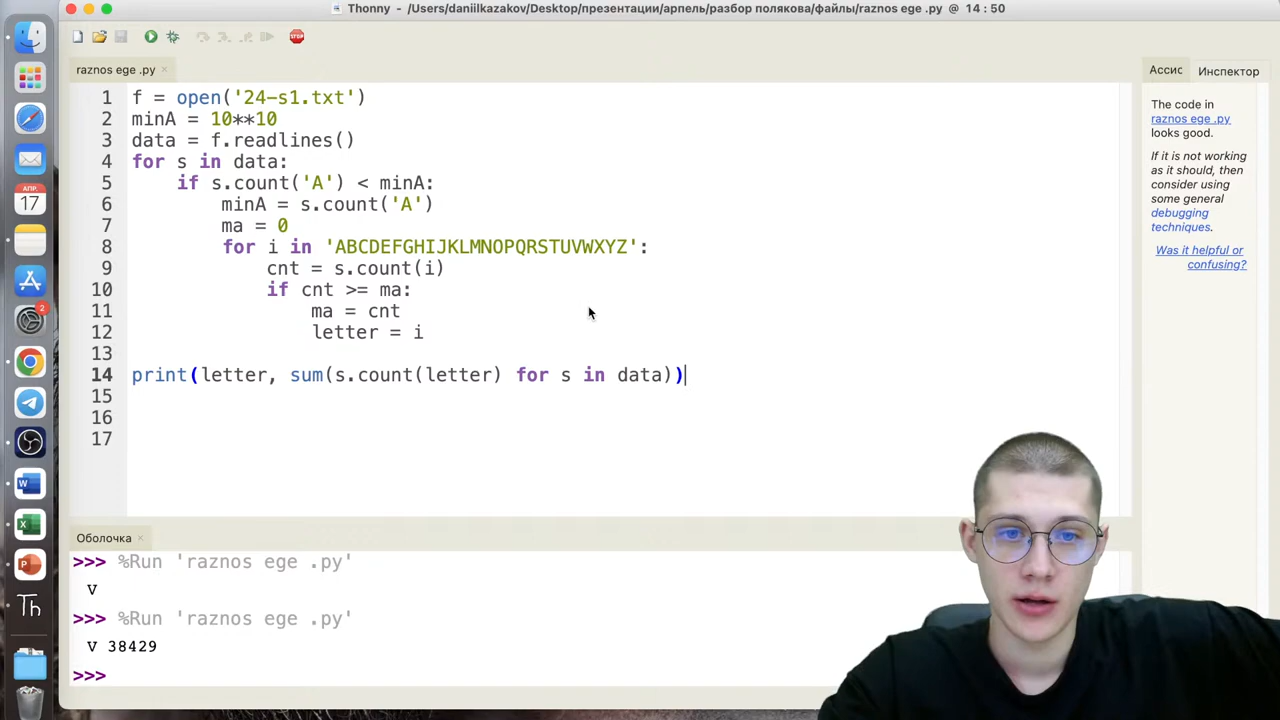 Thonny - /Users/daniilkazakov/Desktop/презентации/арпель/разбор полякова/файлы/raznos ege .py @ 14 : 50
raznos ege .py ×
1 f = open('24-s1.txt')
2 minA = 10**10
3 data = f.readlines()
4 for s in data:
5     if s.count('A') < minA:
6         minA = s.count('A')
7         ma = 0
8         for i in 'ABCDEFGHIJKLMNOPQRSTUVWXYZ':
9             cnt = s.count(i)
10             if cnt >= ma:
11                 ma = cnt
12                 letter = i
13
14 print(letter, sum(s.count(letter) for s in data))
15
16
17
Оболочка ×
>>> %Run 'raznos ege .py'
V
>>> %Run 'raznos ege .py'
V 38429
>>>
Ассис Инспектор
The code in
raznos ege .py
looks good.
If it is not working
as it should, then
consider using
some general
debugging
techniques.
Was it helpful or
confusing?
STOP
АПР.
17
2
W
X
P
Th